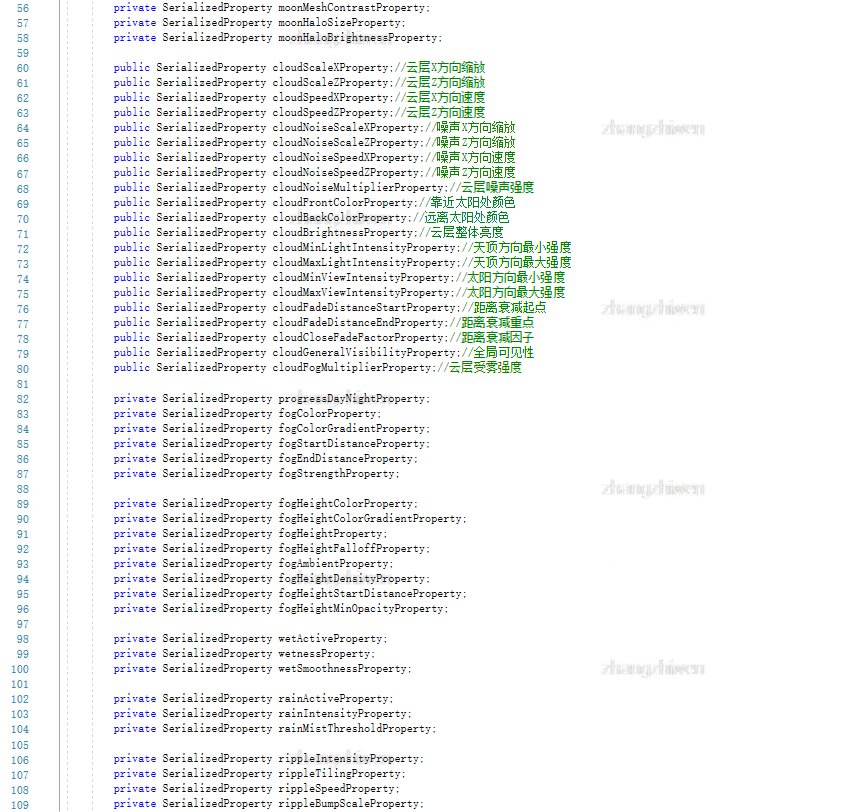 56 private SerializedProperty moonMeshContrastProperty;
57 private SerializedProperty moonHaloSizeProperty;
58 private SerializedProperty moonHaloBrightnessProperty;
59
60 public SerializedProperty cloudScaleXProperty;//云层X方向缩放
61 public SerializedProperty cloudScaleZProperty;//云层Z方向缩放
62 public SerializedProperty cloudSpeedXProperty;//云层X方向速度
63 public SerializedProperty cloudSpeedZProperty;//云层Z方向速度
64 public SerializedProperty cloudNoiseScaleXProperty;//噪声X方向缩放
65 public SerializedProperty cloudNoiseScaleZProperty;//噪声Z方向缩放
66 public SerializedProperty cloudNoiseSpeedXProperty;//噪声X方向速度
67 public SerializedProperty cloudNoiseSpeedZProperty;//噪声Z方向速度
68 public SerializedProperty cloudNoiseMultiplierProperty;//云层噪声强度
69 public SerializedProperty cloudFrontColorProperty;//靠近太阳处颜色
70 public SerializedProperty cloudBackColorProperty;//远离太阳处颜色
71 public SerializedProperty cloudBrightnessProperty;//云层整体亮度
72 public SerializedProperty cloudMinLightIntensityProperty;//天顶方向最小强度
73 public SerializedProperty cloudMaxLightIntensityProperty;//天顶方向最大强度
74 public SerializedProperty cloudMinViewIntensityProperty;//太阳方向最小强度
75 public SerializedProperty cloudMaxViewIntensityProperty;//太阳方向最大强度
76 public SerializedProperty cloudFadeDistanceStartProperty;//距离衰减起点
77 public SerializedProperty cloudFadeDistanceEndProperty;//距离衰减重点
78 public SerializedProperty cloudCloseFadeFactorProperty;//距离衰减因子
79 public SerializedProperty cloudGeneralVisibilityProperty;//全局可见性
80 public SerializedProperty cloudFogMultiplierProperty;//云层受雾强度
81
82 private SerializedProperty progressDayNightProperty;
83 private SerializedProperty fogColorProperty;
84 private SerializedProperty fogColorGradientProperty;
85 private SerializedProperty fogStartDistanceProperty;
86 private SerializedProperty fogEndDistanceProperty;
87 private SerializedProperty fogStrengthProperty;
88
89 private SerializedProperty fogHeightColorProperty;
90 private SerializedProperty fogHeightColorGradientProperty;
91 private SerializedProperty fogHeightProperty;
92 private SerializedProperty fogHeightFalloffProperty;
93 private SerializedProperty fogAmbientProperty;
94 private SerializedProperty fogHeightDensityProperty;
95 private SerializedProperty fogHeightStartDistanceProperty;
96 private SerializedProperty fogHeightMinOpacityProperty;
97
98 private SerializedProperty wetActiveProperty;
99 private SerializedProperty wetnessProperty;
100 private SerializedProperty wetSmoothnessProperty;
101
102 private SerializedProperty rainActiveProperty;
103 private SerializedProperty rainIntensityProperty;
104 private SerializedProperty rainMistThresholdProperty;
105
106 private SerializedProperty rippleIntensityProperty;
107 private SerializedProperty rippleTilingProperty;
108 private SerializedProperty rippleSpeedProperty;
109 private SerializedProperty rippleBumpScaleProperty;